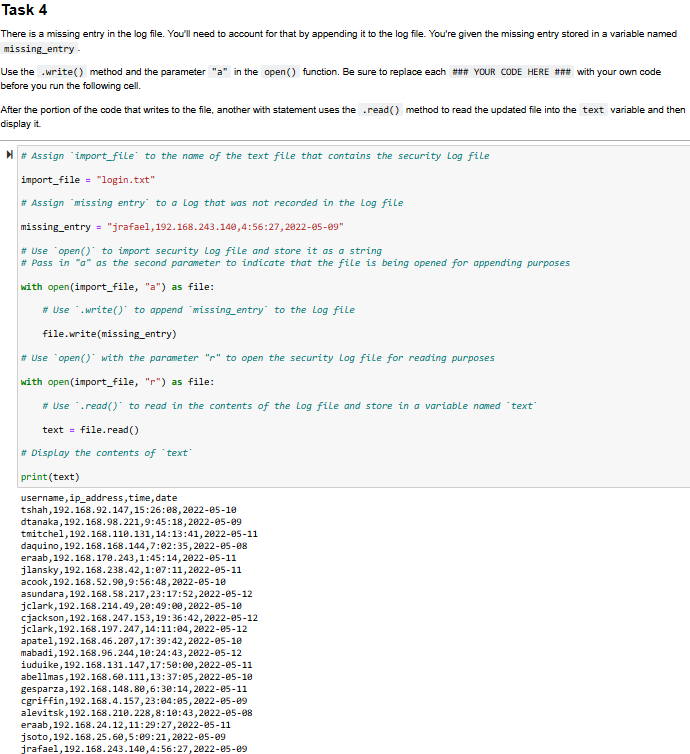 Task 4
There is a missing entry in the log file. You'll need to account for that by appending it to the log file. You're given the missing entry stored in a variable named
missing_entry .
Use the .write() method and the parameter "a" in the open() function. Be sure to replace each ### YOUR CODE HERE ### with your own code
before you run the following cell.
After the portion of the code that writes to the file, another with statement uses the .read() method to read the updated file into the text variable and then
display it.
# Assign `import_file` to the name of the text file that contains the security log file
import_file = "login.txt"
# Assign `missing entry` to a log that was not recorded in the log file
missing_entry = "jrafael,192.168.243.140,4:56:27,2022-05-09"
# Use `open()` to import security log file and store it as a string
# Pass in "a" as the second parameter to indicate that the file is being opened for appending purposes
with open(import_file, "a") as file:
# Use `.write()` to append `missing_entry` to the log file
file.write(missing_entry)
# Use `open()` with the parameter "r" to open the security log file for reading purposes
with open(import_file, "r") as file:
# Use `.read()` to read in the contents of the log file and store in a variable named `text`
text = file.read()
# Display the contents of `text`
print(text)
username,ip_address,time,date
tshah,192.168.92.147,15:26:08,2022-05-10
dtanaka,192.168.98.221,9:45:18,2022-05-09
tmitchel,192.168.110.131,14:13:41,2022-05-11
daquino,192.168.168.144,7:02:35,2022-05-08
eraab,192.168.170.243,1:45:14,2022-05-11
jlansky,192.168.238.42,1:07:11,2022-05-11
acook,192.168.52.90,9:56:48,2022-05-10
asundara,192.168.58.217,23:17:52,2022-05-12
jclark,192.168.214.49,20:49:00,2022-05-10
cjackson,192.168.247.153,19:36:42,2022-05-12
jclark,192.168.197.247,14:11:04,2022-05-12
apatel,192.168.46.207,17:39:42,2022-05-10
mabadi,192.168.96.244,10:24:43,2022-05-12
iuduike,192.168.131.147,17:50:00,2022-05-11
abellmas,192.168.60.111,13:37:05,2022-05-10
gesparza,192.168.148.80,6:30:14,2022-05-11
cgriffin,192.168.4.157,23:04:05,2022-05-09
alevitsk,192.168.210.228,8:10:43,2022-05-08
eraab,192.168.24.12,11:29:27,2022-05-11
jsoto,192.168.25.60,5:09:21,2022-05-09
jrafael,192.168.243.140,4:56:27,2022-05-09